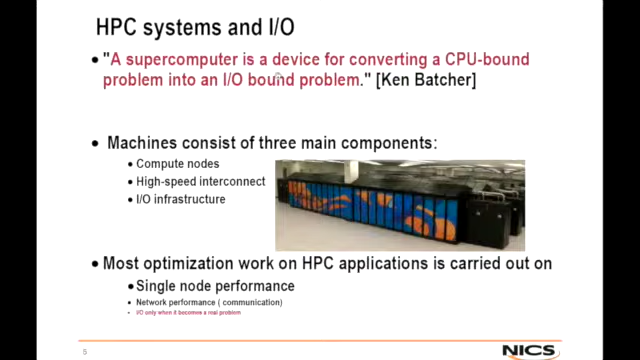 HPC systems and I/O
• "A supercomputer is a device for converting a CPU-bound
problem into an I/O bound problem." [Ken Batcher]
• Machines consist of three main components:
• Compute nodes
• High-speed interconnect
• I/O infrastructure
• Most optimization work on HPC applications is carried out on
• Single node performance
• Network performance ( communication)
• I/O only when it becomes a real problem
5
NICS